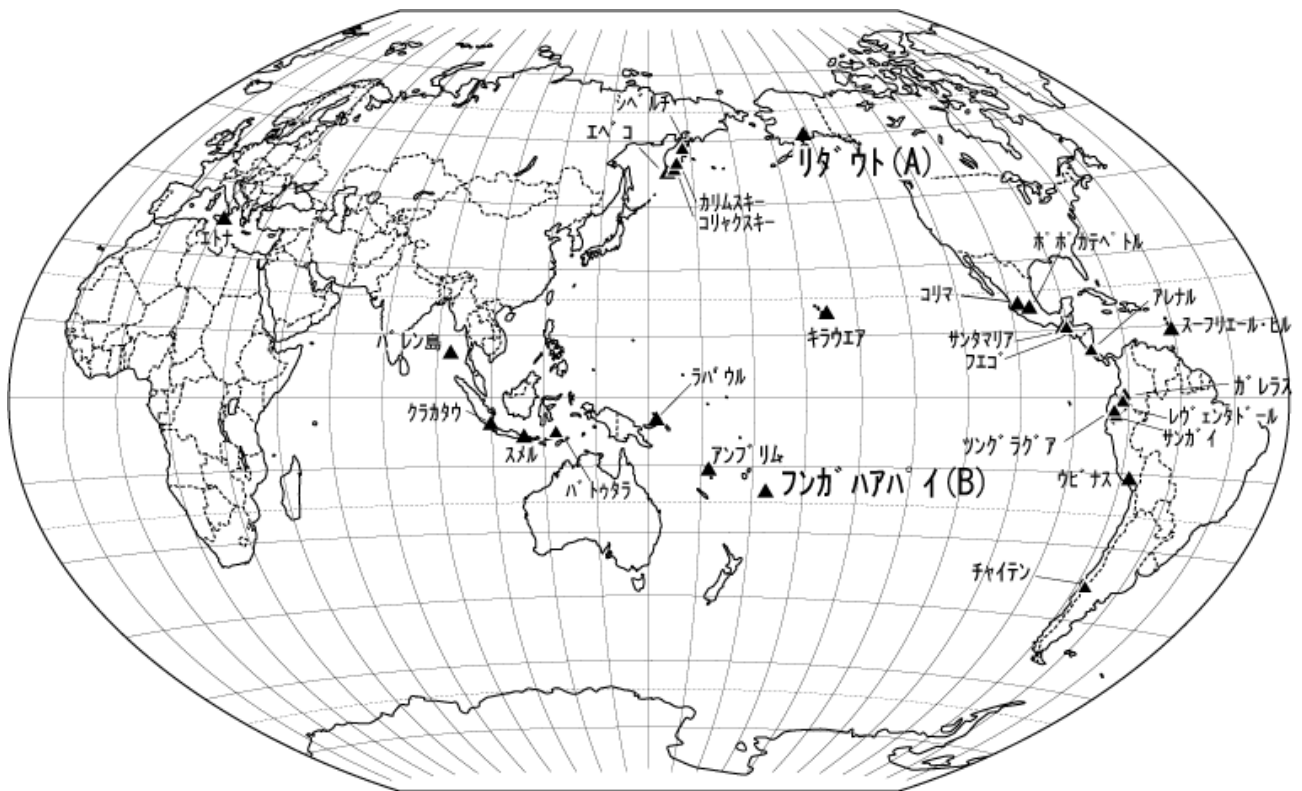 シベルチ
エベコ
リダウト(A)
カリムスキー
コリャクスキー
エトナ
ポポカテペトル
コリマ
アレナル
スーフリエール・ヒル
キラウエア
サンタマリア
フエゴ
バレン島
ラバウル
ガレラス
クラカタウ
レヴェンタドール
サンガイ
スメル
ツングラグア
アンブリム
フンガハアパイ(B)
ウビナス
バトゥタラ
チャイテン